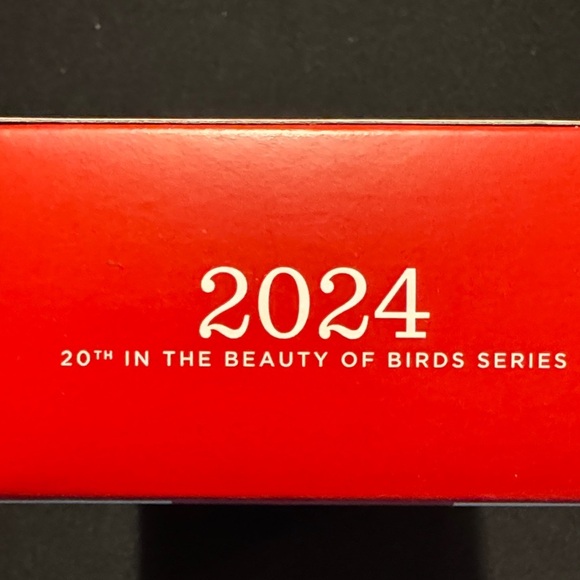 2024
20TH IN THE BEAUTY OF BIRDS SERIES